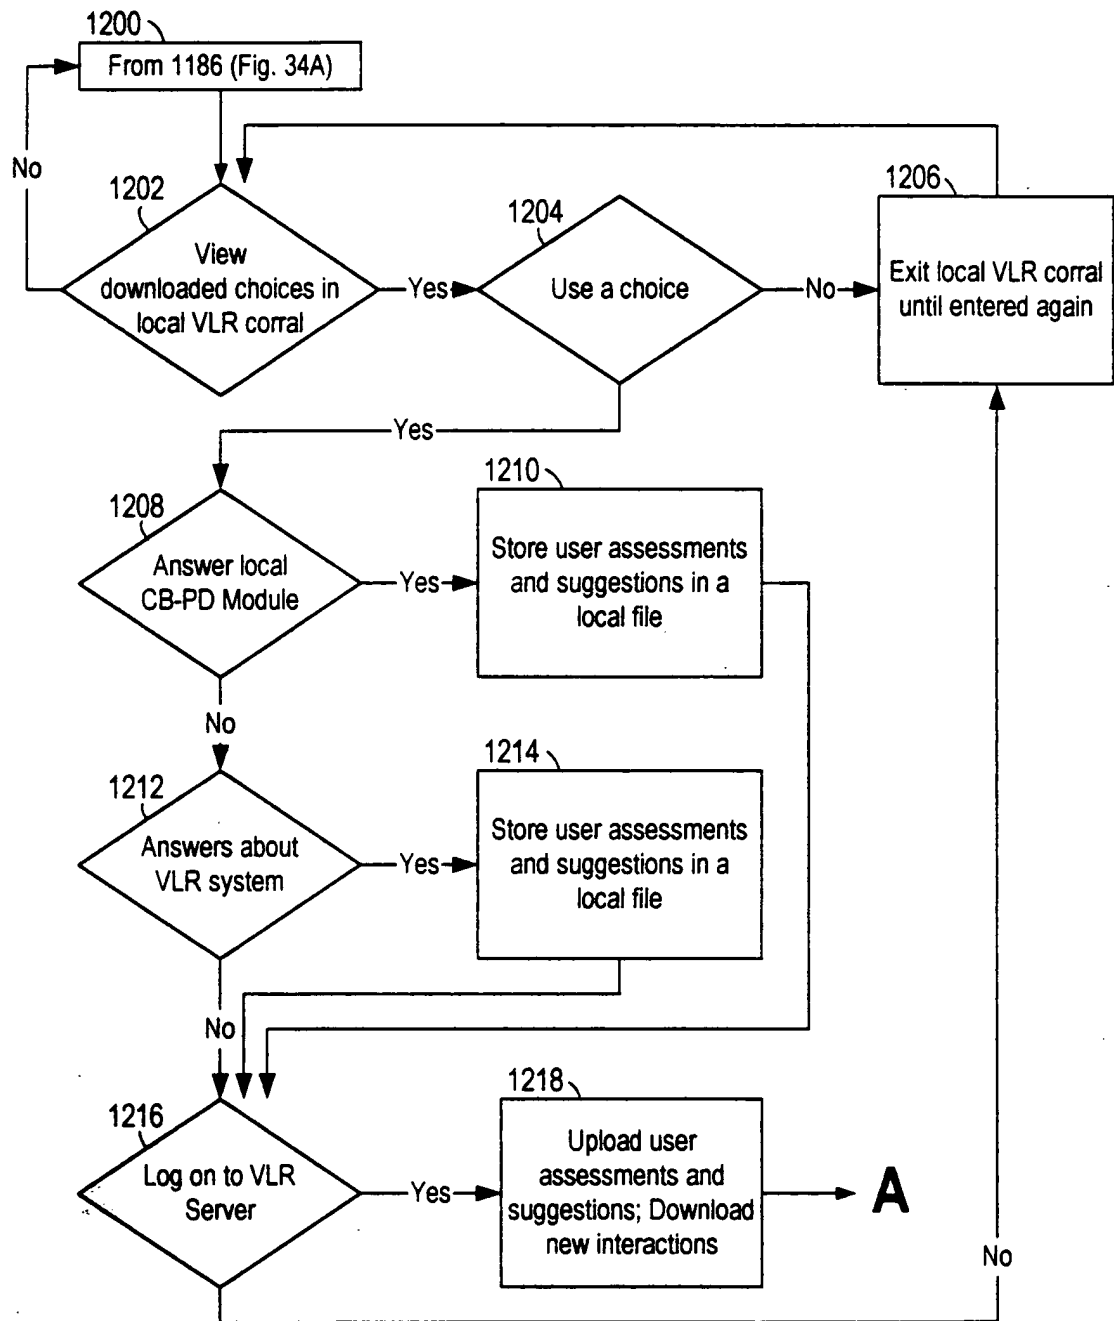 1200
From 1186 (Fig. 34A)
No
1202
View
downloaded choices in
local VLR corral
Yes
1204
Use a choice
No
1206
Exit local VLR corral
until entered again
Yes
1208
Answer local
CB-PD Module
Yes
1210
Store user assessments
and suggestions in a
local file
No
1212
Answers about
VLR system
Yes
1214
Store user assessments
and suggestions in a
local file
No
1216
Log on to VLR
Server
Yes
1218
Upload user
assessments and
suggestions; Download
new interactions
A
No